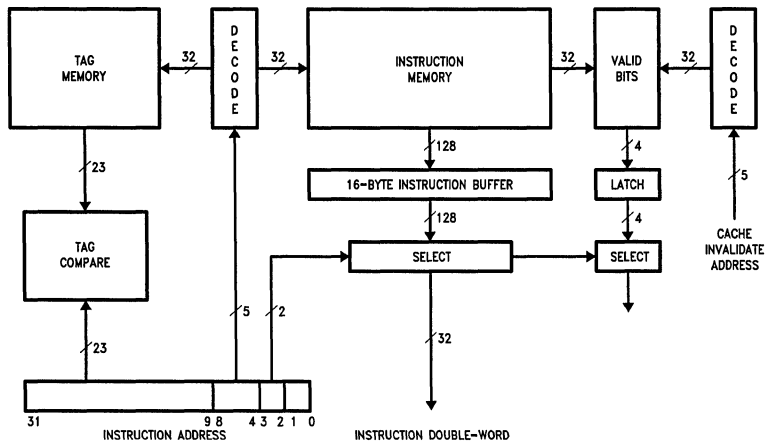 TAG
MEMORY
32
D
E
C
O
D
E
32
INSTRUCTION
MEMORY
32
VALID
BITS
32
D
E
C
O
D
E
23
128
4
5
16-BYTE INSTRUCTION BUFFER
LATCH
128
4
TAG
COMPARE
SELECT
SELECT
CACHE
INVALIDATE
ADDRESS
5
2
32
23
31 9 8 4 3 2 1 0
INSTRUCTION ADDRESS
INSTRUCTION DOUBLE-WORD